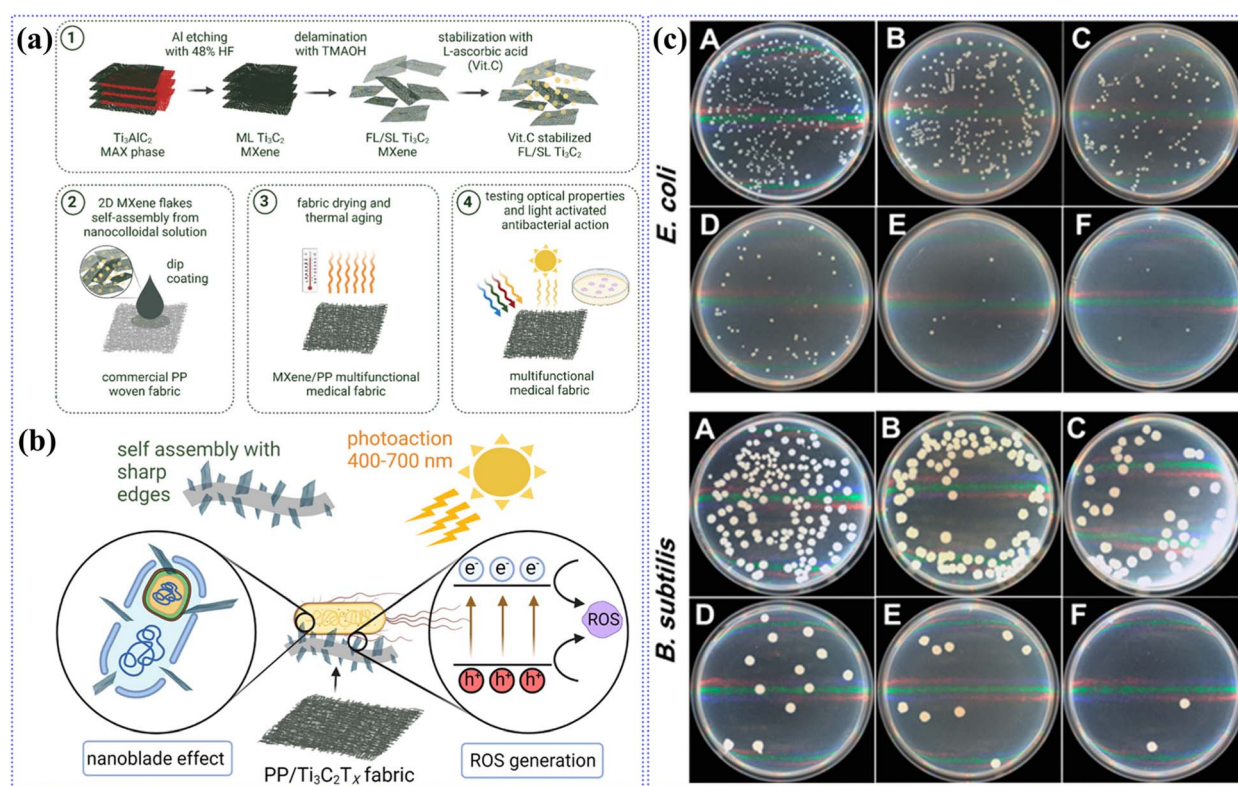 (a)
1
Al etching
with 48% HF
delamination
with TMAOH
stabilization with
L-ascorbic acid
(Vit.C)
Ti₃AlC₂
MAX phase
ML Ti₃C₂
MXene
FL/SL Ti₃C₂
MXene
Vit.C stabilized
FL/SL Ti₃C₂
2
2D MXene flakes
self-assembly from
nanocolloidal solution
dip
coating
commercial PP
woven fabric
3
fabric drying and
thermal aging
MXene/PP multifunctional
medical fabric
4
testing optical properties
and light activated
antibacterial action
multifunctional
medical fabric
(b)
self assembly with
sharp
edges
photoaction
400-700 nm
e⁻ e⁻ e⁻
ROS
h⁺ h⁺ h⁺
nanoblade effect
PP/Ti₃C₂Tₓ fabric
ROS generation
(c)
E. coli
A
B
C
D
E
F
B. subtilis
A
B
C
D
E
F